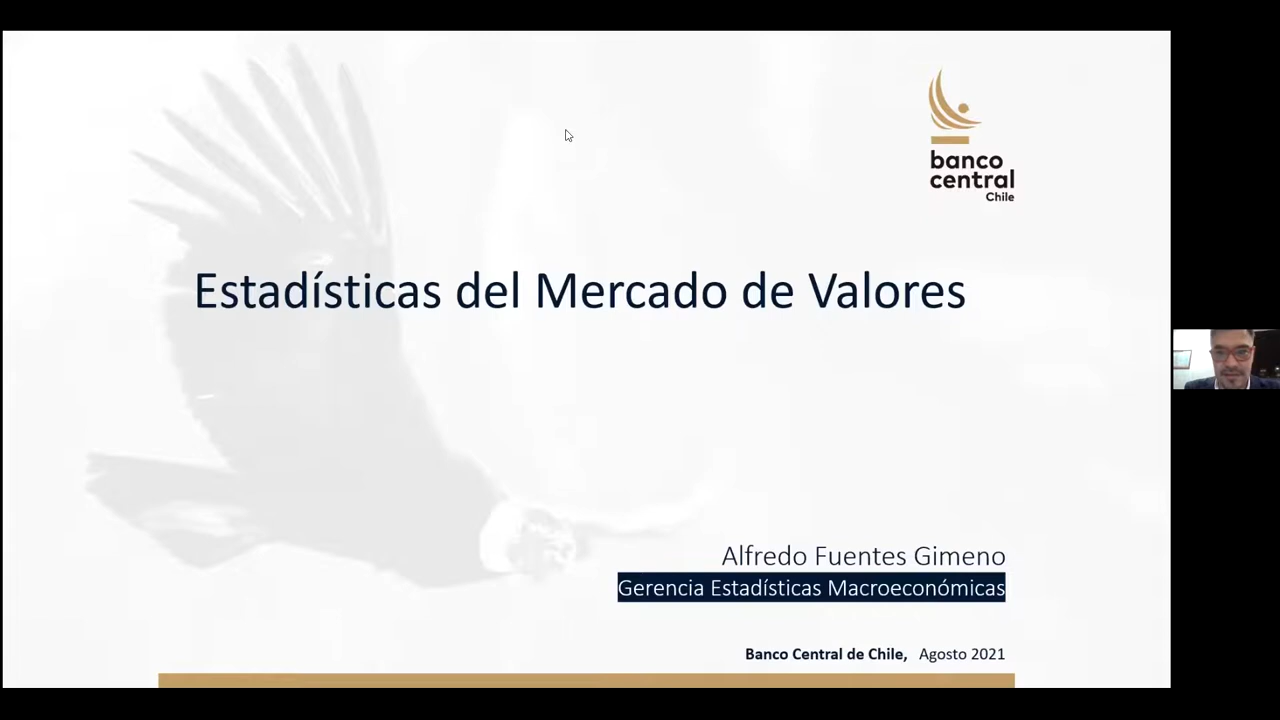 banco
central
Chile
Estadísticas del Mercado de Valores
Alfredo Fuentes Gimeno
Gerencia Estadísticas Macroeconómicas
Banco Central de Chile, Agosto 2021